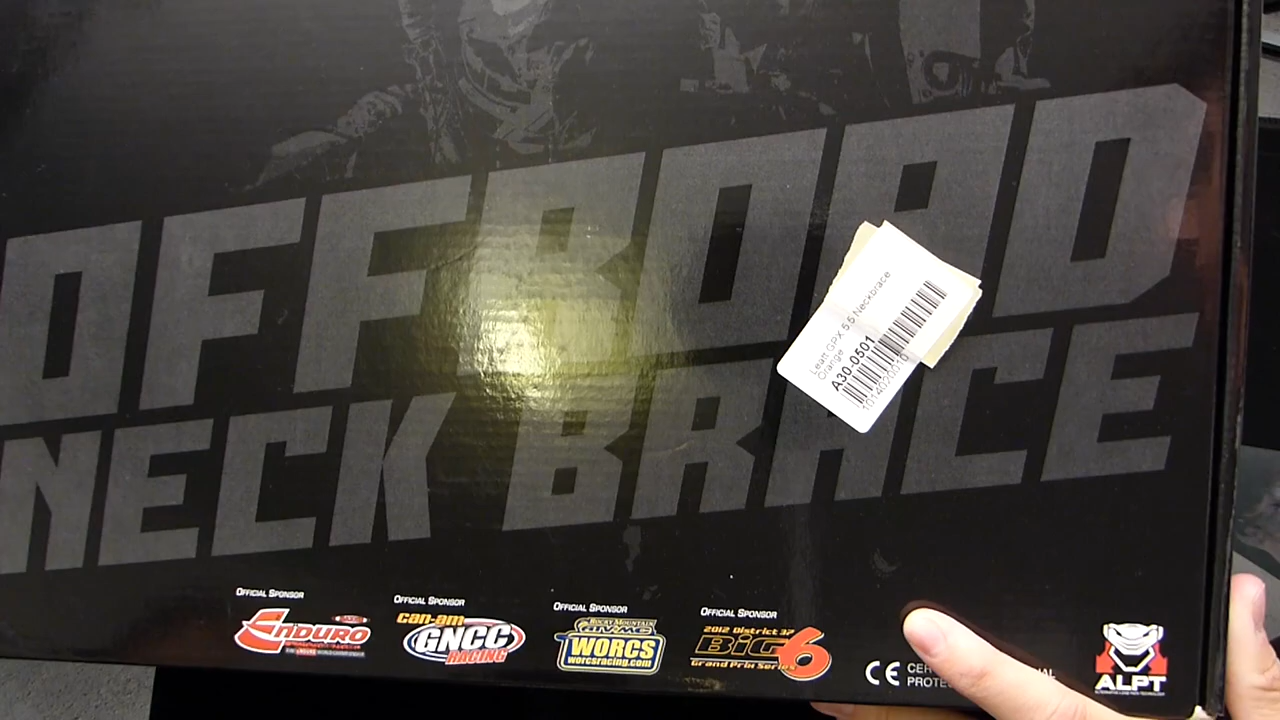 OFFROAD
NECK BRACE
Leatt GPX 5.5 Neckbrace
Orange
A30-0501
OFFICIAL SPONSOR
ENDURO
OFFICIAL SPONSOR
can-am
GNCC
RACING
OFFICIAL SPONSOR
ROCKY MOUNTAIN
WORCS
worcsracing.com
OFFICIAL SPONSOR
2012 District 37
BiG 6
Grand Prix Series
CE
ALPT